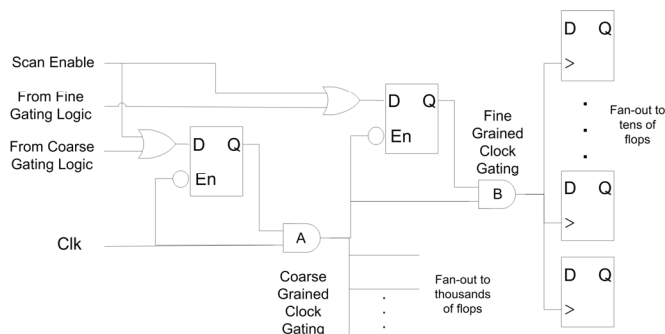 D Q
Scan Enable
From Fine
Gating Logic
From Coarse
Gating Logic
D Q
En
Clk
A
D Q
En
Fine
Grained
Clock
Gating
B
Fan-out to
tens of
flops
D Q
D Q
Coarse
Grained
Clock
Gating
Fan-out to
thousands
of flops